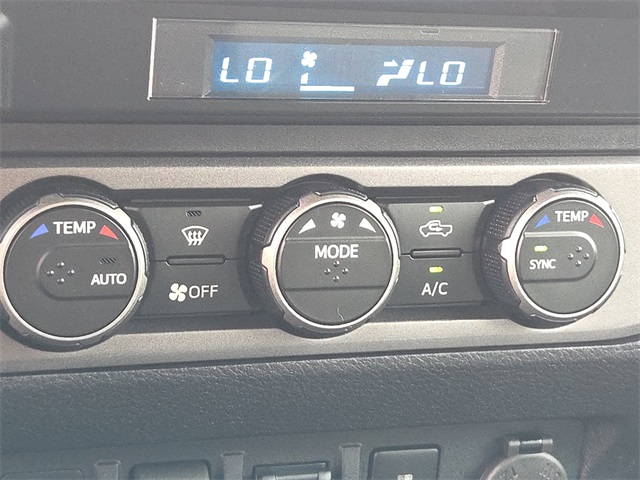 LO LO
TEMP MODE TEMP
AUTO SYNC
OFF A/C